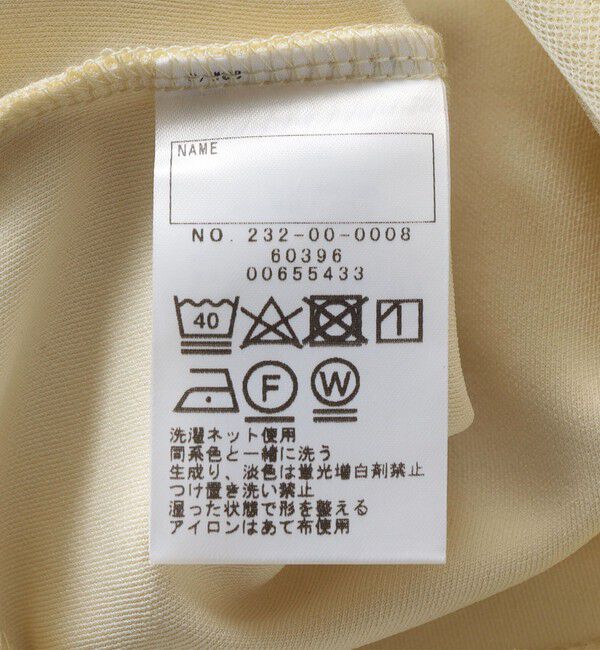 NAME
NO. 232-00-0008
60396
00655433
40
F W
洗濯ネット使用
同系色と一緒に洗う
生成り、淡色は蛍光増白剤禁止
つけ置き洗い禁止
湿った状態で形を整える
アイロンはあて布使用